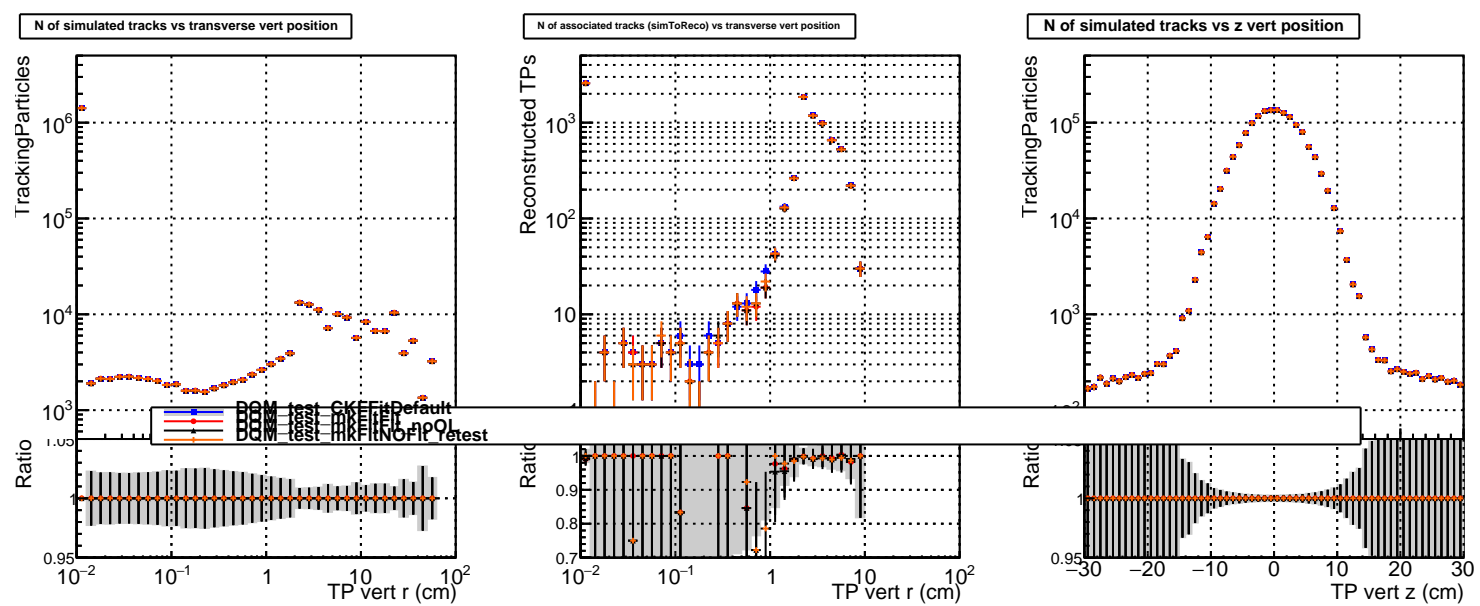 N of simulated tracks vs transverse vert position
TrackingParticles
10^6
10^5
10^4
10^3
Ratio
1.05
1
0.95
10^−2 10^−1 1 10 10^2
TP vert r (cm)
N of associated tracks (simToReco) vs transverse vert position
Reconstructed TPs
10^3
10^2
10
1
Ratio
1
0.9
0.8
0.7
10^−2 10^−1 1 10 10^2
TP vert r (cm)
N of simulated tracks vs z vert position
TrackingParticles
10^5
10^4
10^3
10^2
Ratio
1
0.95
−30 −20 −10 0 10 20 30
TP vert z (cm)
DQM_test_CKFFitDefault
DQM_test_mkFitFit
DQM_test_mkFitFit_noOL
DQM_test_mkFitNOFit_retest